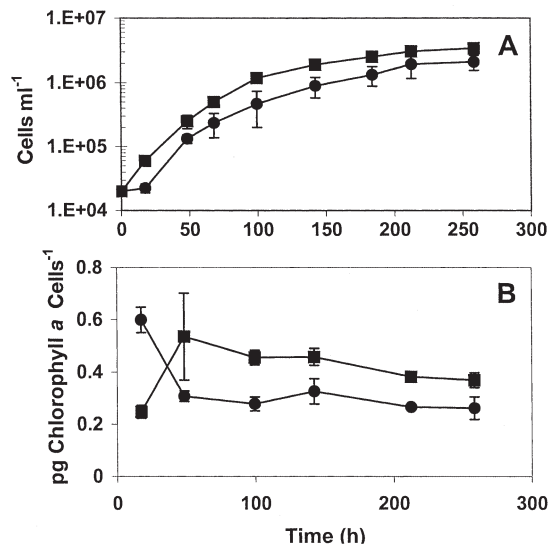 1.E+07
A
1.E+06
Cells ml-1
1.E+05
1.E+04
0 50 100 150 200 250 300
0.8
B
0.6
pg Chlorophyll a Cells-1
0.4
0.2
0
0 100 200 300
Time (h)